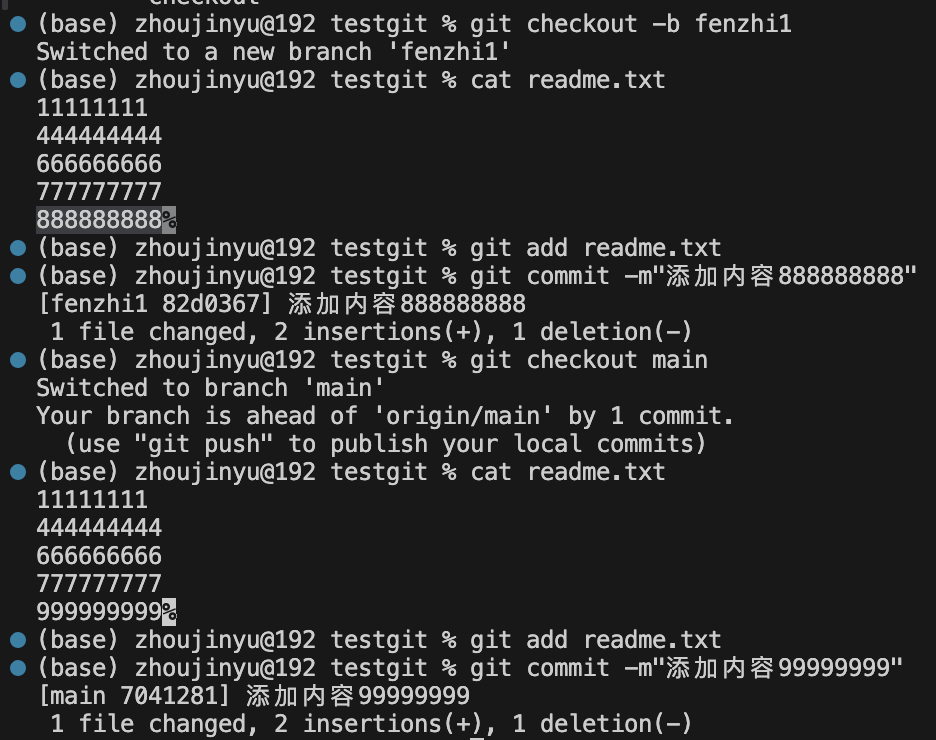 checkout
(base) zhoujinyu@192 testgit % git checkout -b fenzhi1
Switched to a new branch 'fenzhi1'
(base) zhoujinyu@192 testgit % cat readme.txt
11111111
444444444
666666666
777777777
888888888%
(base) zhoujinyu@192 testgit % git add readme.txt
(base) zhoujinyu@192 testgit % git commit -m"添加内容888888888"
[fenzhi1 82d0367] 添加内容888888888
 1 file changed, 2 insertions(+), 1 deletion(-)
(base) zhoujinyu@192 testgit % git checkout main
Switched to branch 'main'
Your branch is ahead of 'origin/main' by 1 commit.
  (use "git push" to publish your local commits)
(base) zhoujinyu@192 testgit % cat readme.txt
11111111
444444444
666666666
777777777
999999999%
(base) zhoujinyu@192 testgit % git add readme.txt
(base) zhoujinyu@192 testgit % git commit -m"添加内容99999999"
[main 7041281] 添加内容99999999
 1 file changed, 2 insertions(+), 1 deletion(-)